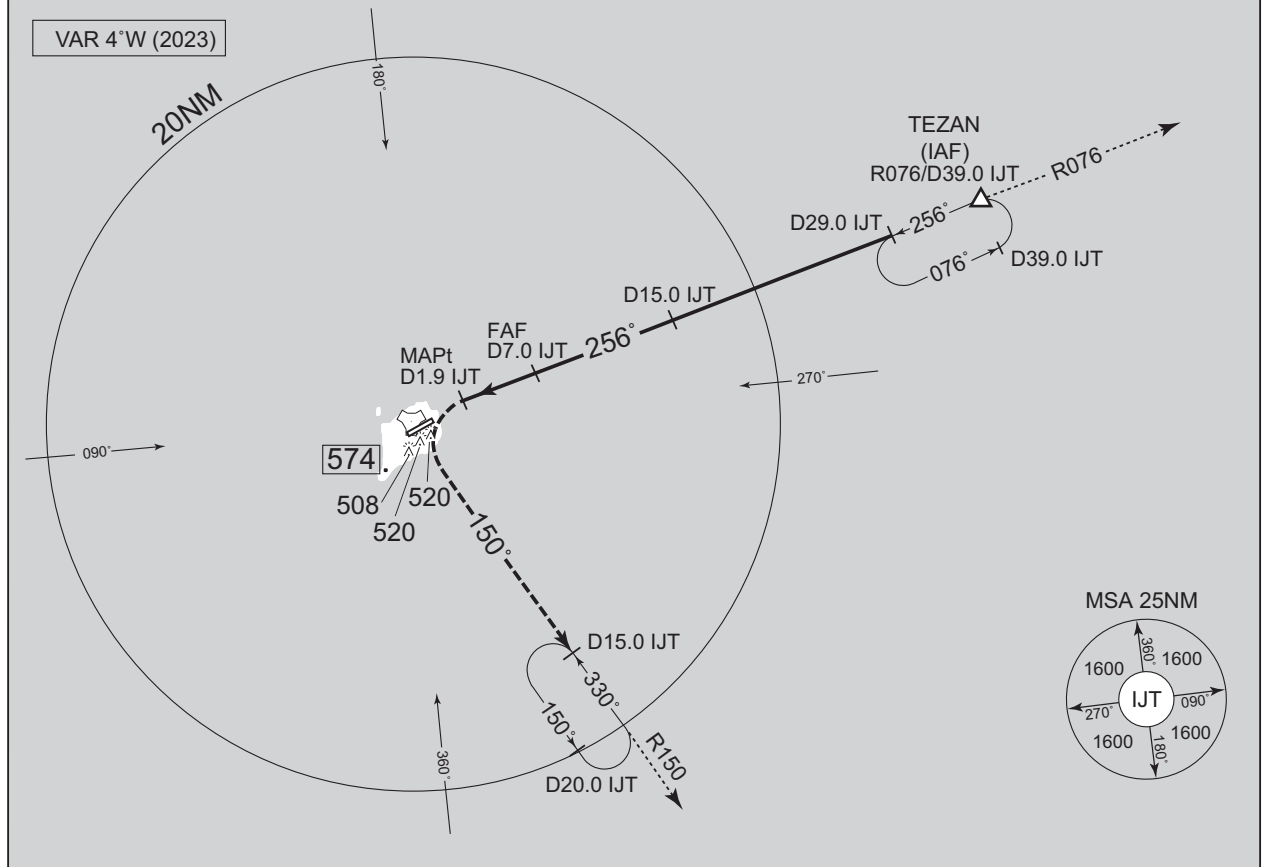 VAR 4˚W (2023)
20NM
180˚
TEZAN
(IAF)
R076/D39.0 IJT
R076
256˚
D29.0 IJT
076˚
D39.0 IJT
D15.0 IJT
256˚
FAF
D7.0 IJT
MAPt
D1.9 IJT
270˚
090˚
574
508
520
520
150˚
D15.0 IJT
330˚
150˚
R150
D20.0 IJT
360˚
MSA 25NM
360˚
1600
1600
IJT
270˚
090˚
1600
1600
180˚